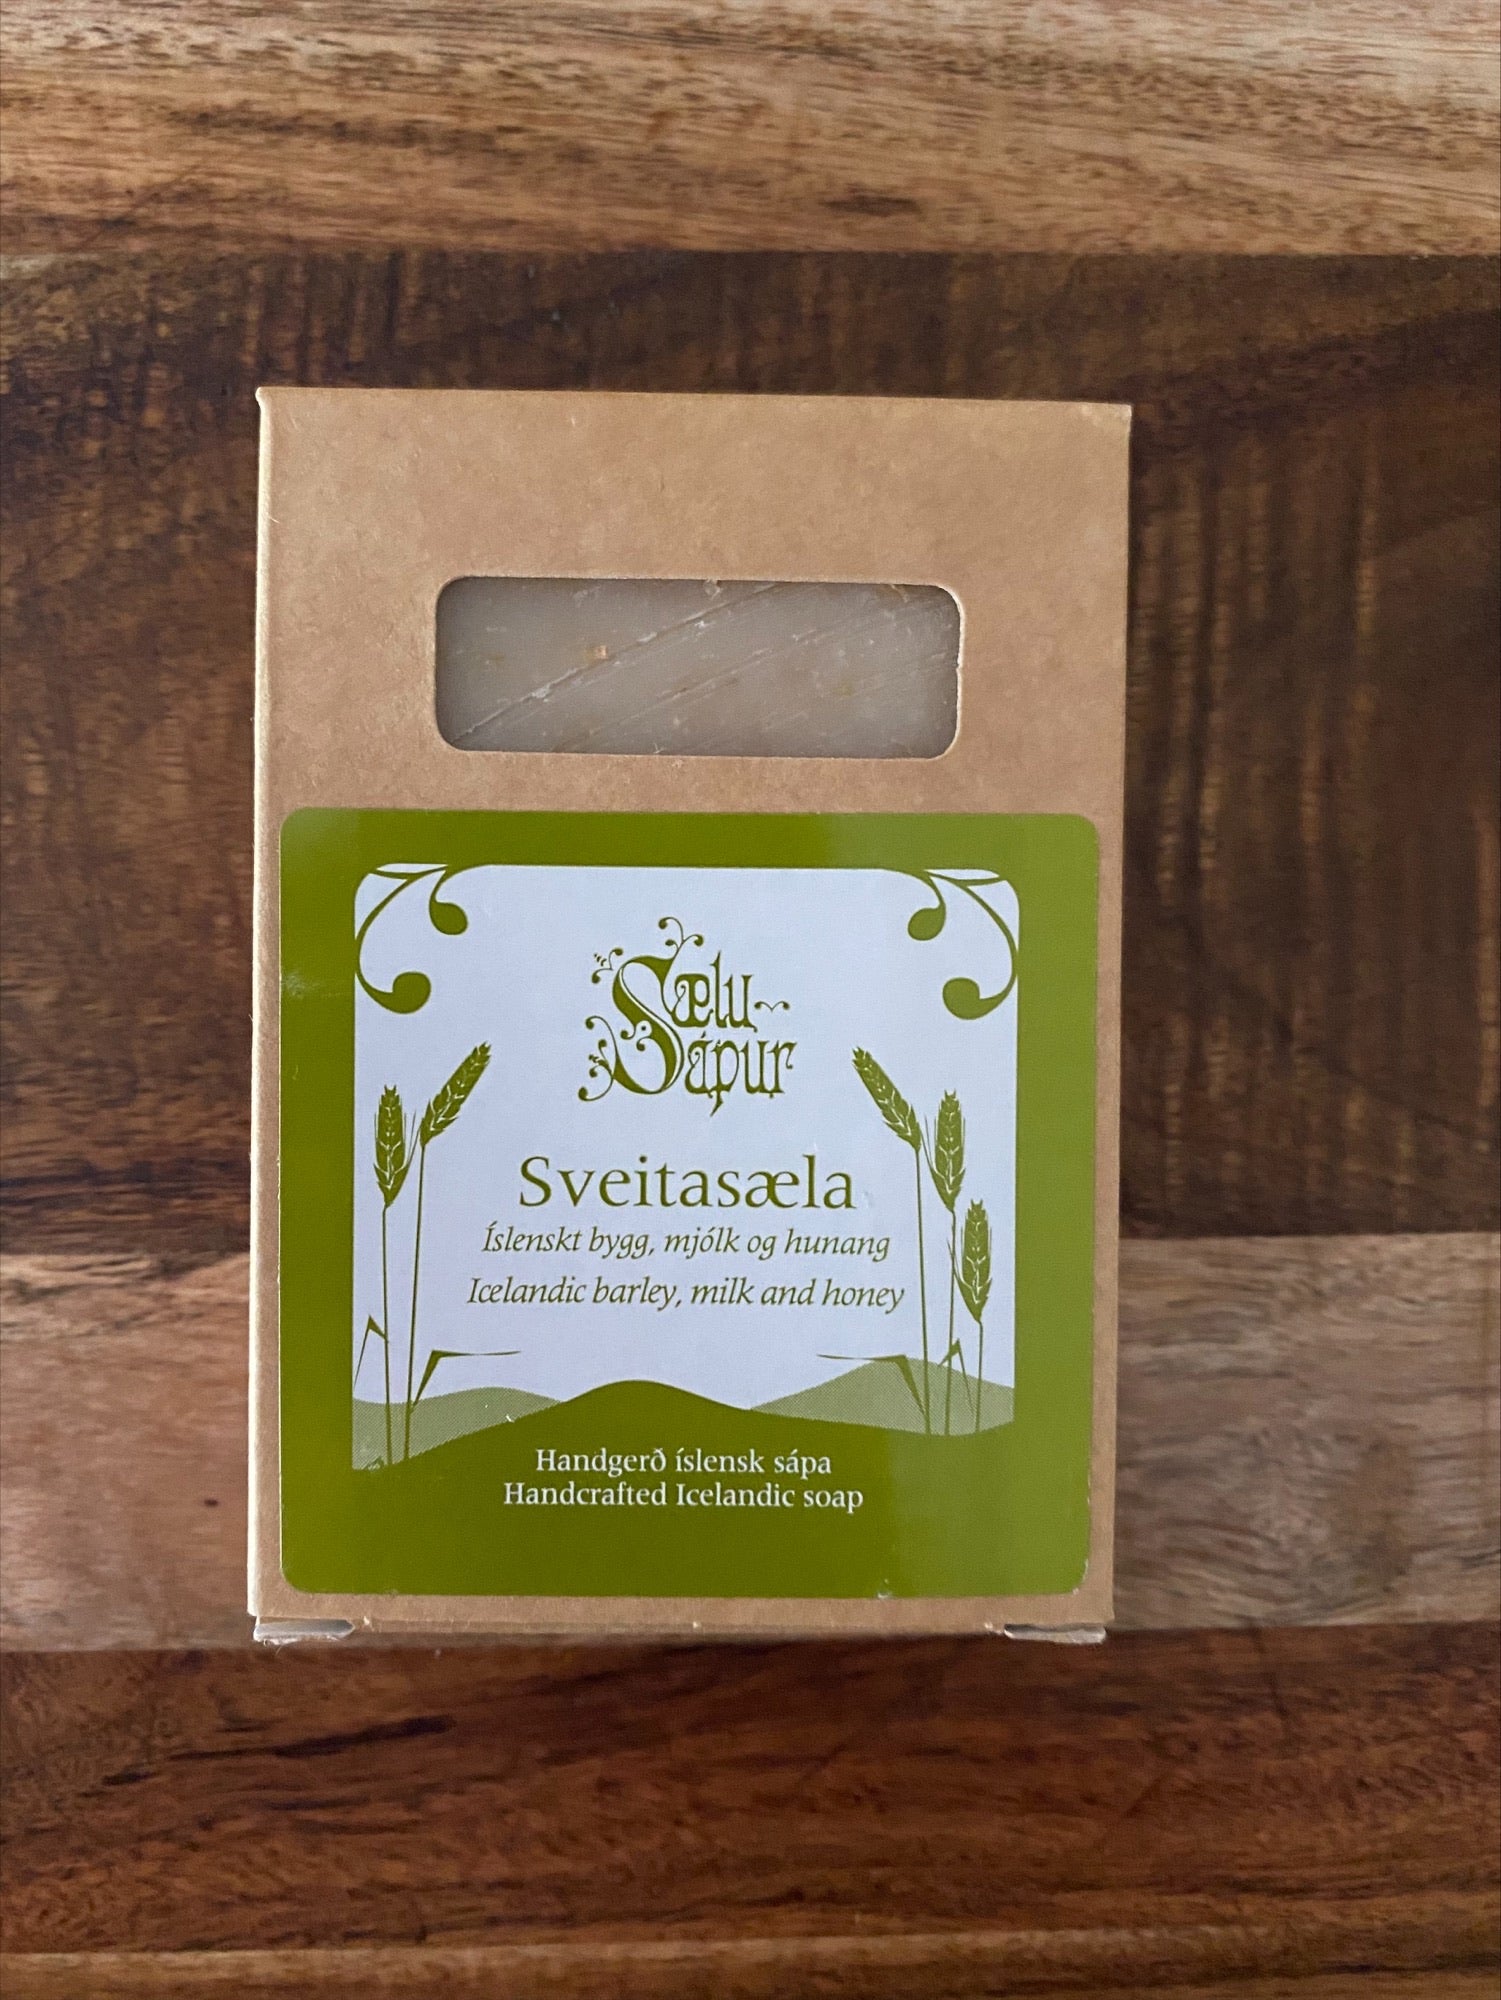 Sælu-
Sápur
Sveitasæla
Íslenskt bygg, mjólk og hunang
Icelandic barley, milk and honey
Handgerð íslensk sápa
Handcrafted Icelandic soap